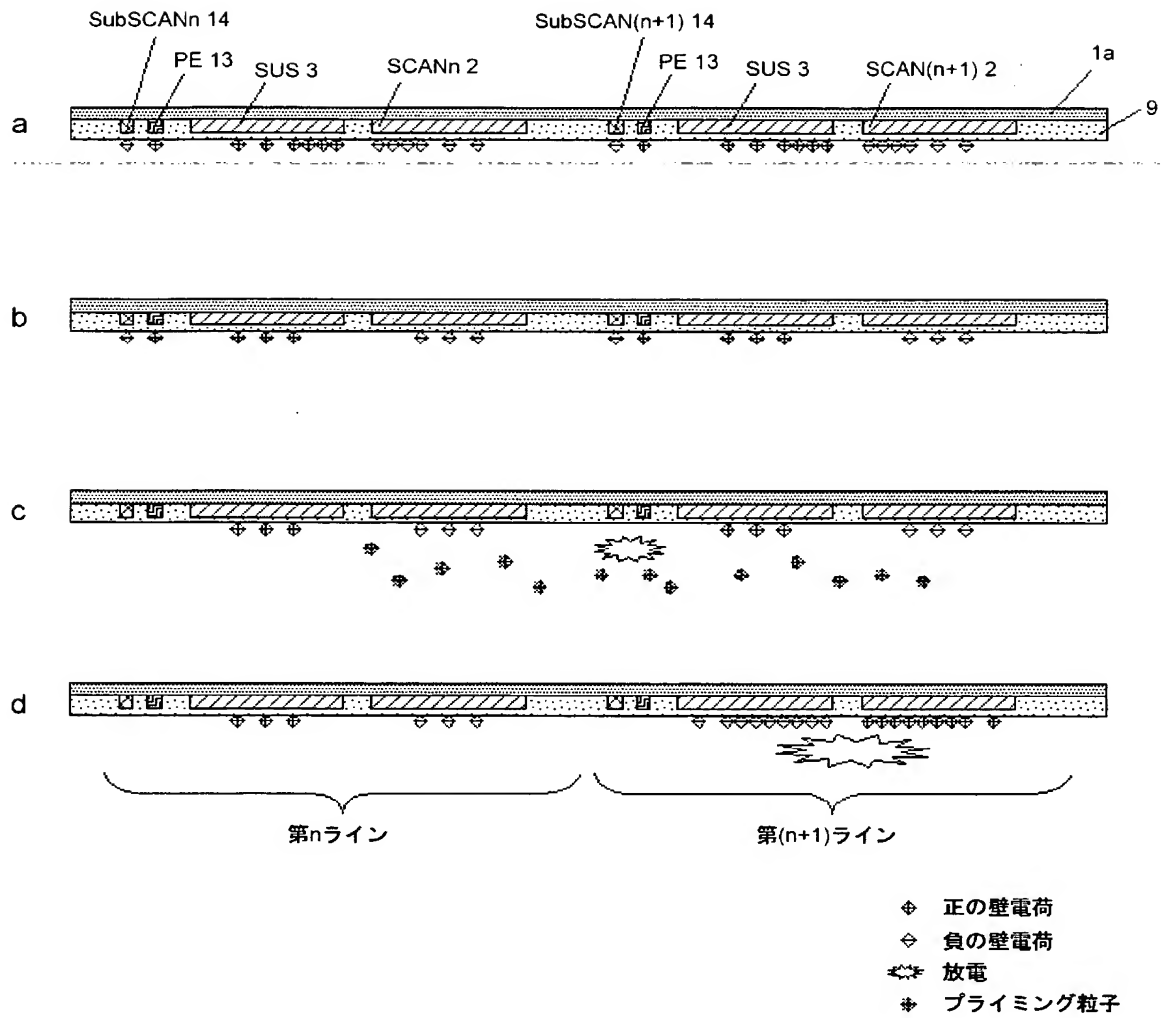 SubSCANn 14
PE 13
SUS 3
SCANn 2
SubSCAN(n+1) 14
PE 13
SUS 3
SCAN(n+1) 2
1a
9
a
b
c
d
第nライン
第(n+1)ライン
正の壁電荷
負の壁電荷
放電
プライミング粒子